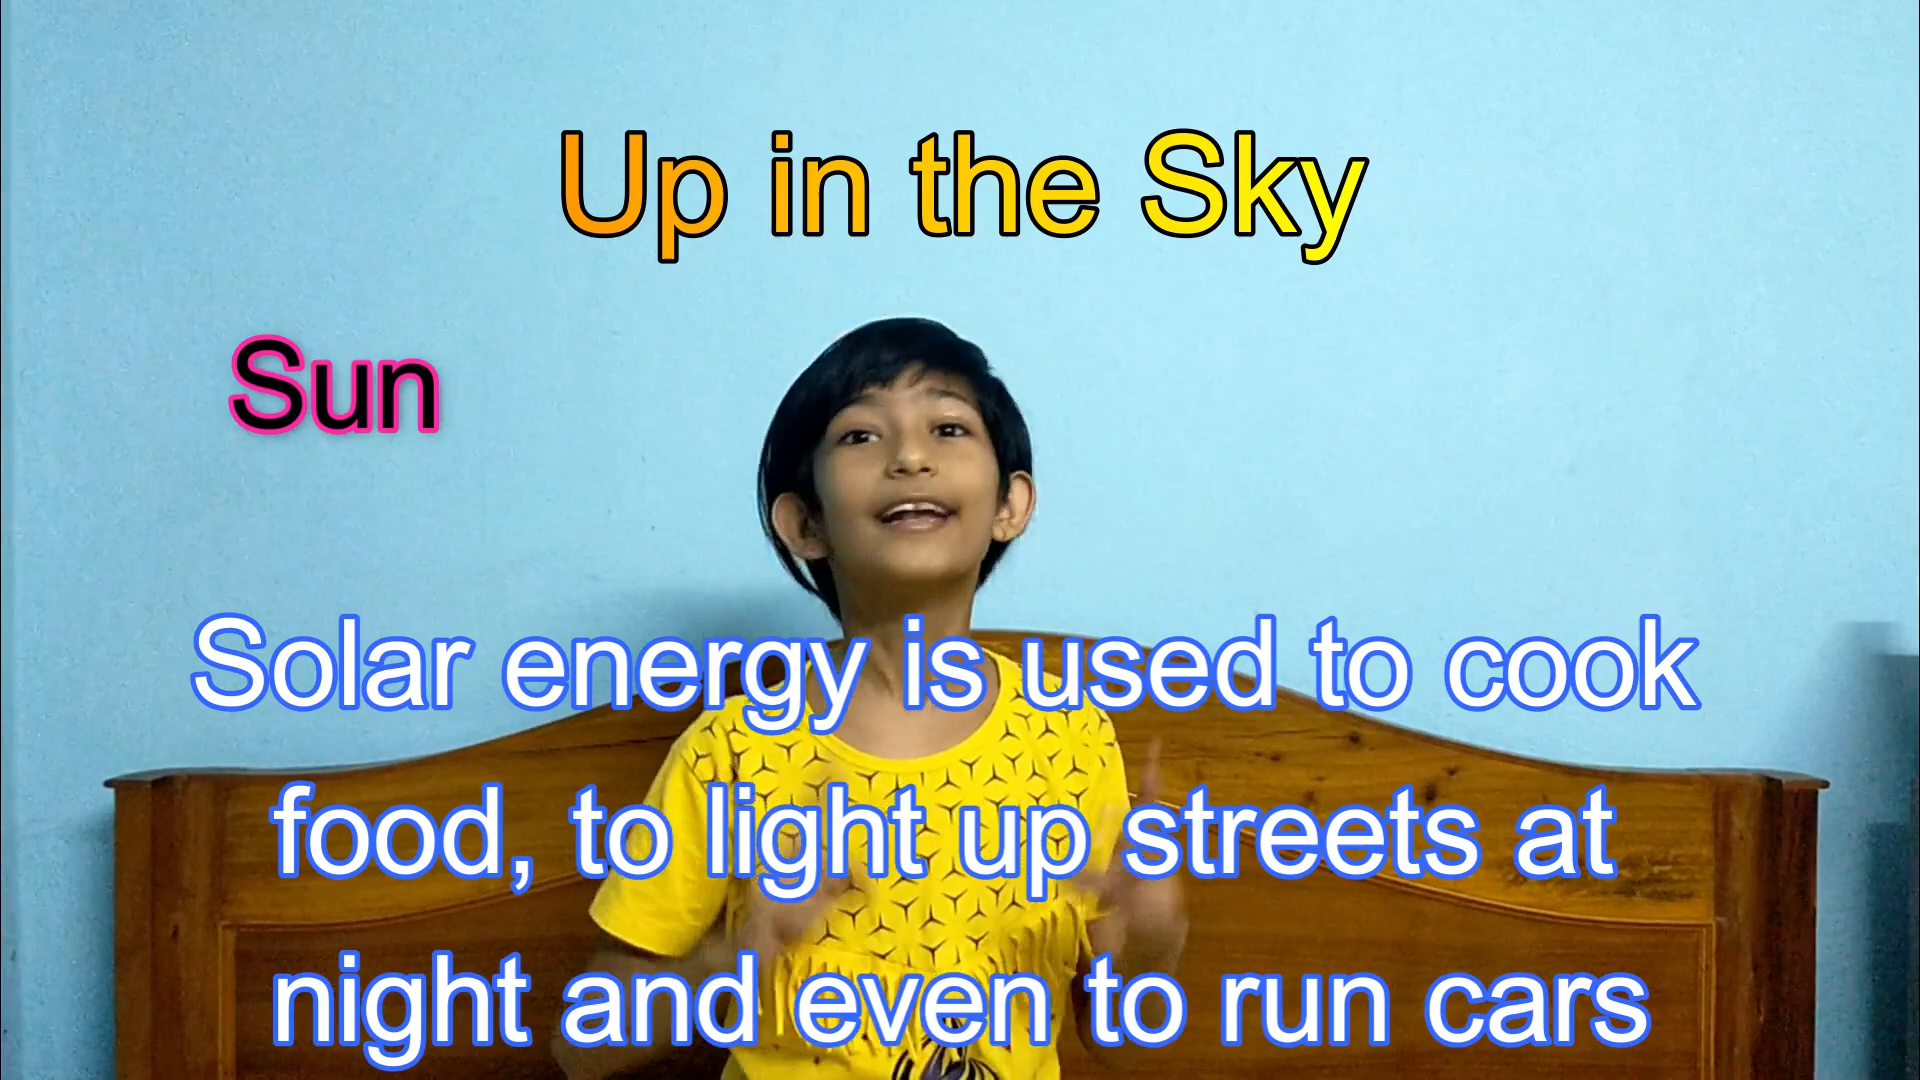 Up in the Sky
Sun
Solar energy is used to cook
food, to light up streets at
night and even to run cars